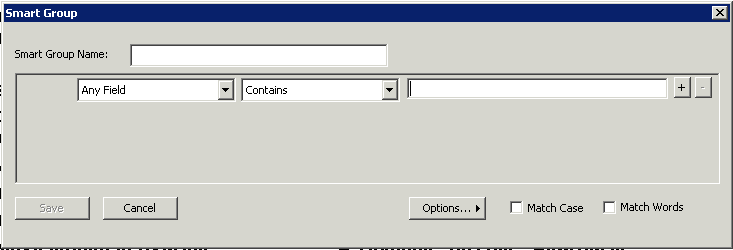 Smart Group
Smart Group Name:
Any Field Contains + -
Save Cancel Options... Match Case Match Words